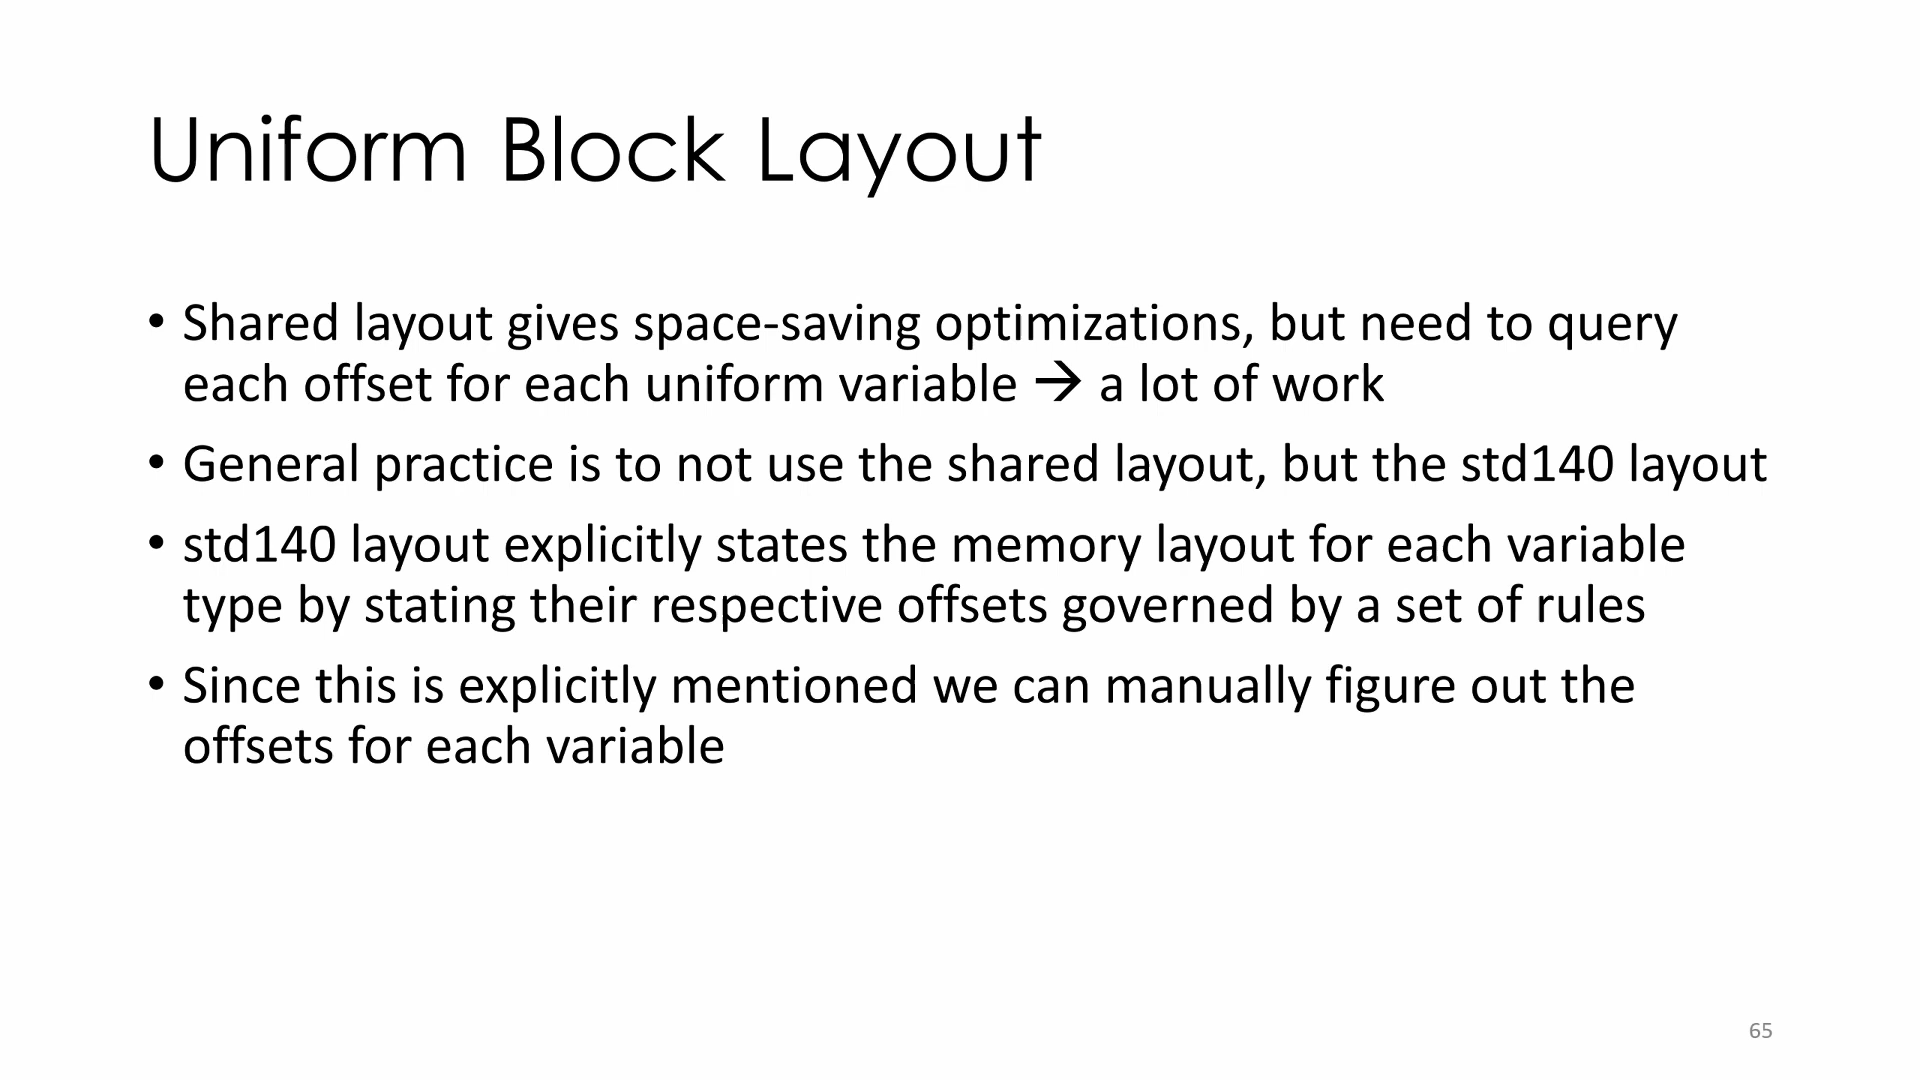 Uniform Block Layout
• Shared layout gives space-saving optimizations, but need to query
each offset for each uniform variable → a lot of work
• General practice is to not use the shared layout, but the std140 layout
• std140 layout explicitly states the memory layout for each variable
type by stating their respective offsets governed by a set of rules
• Since this is explicitly mentioned we can manually figure out the
offsets for each variable
65